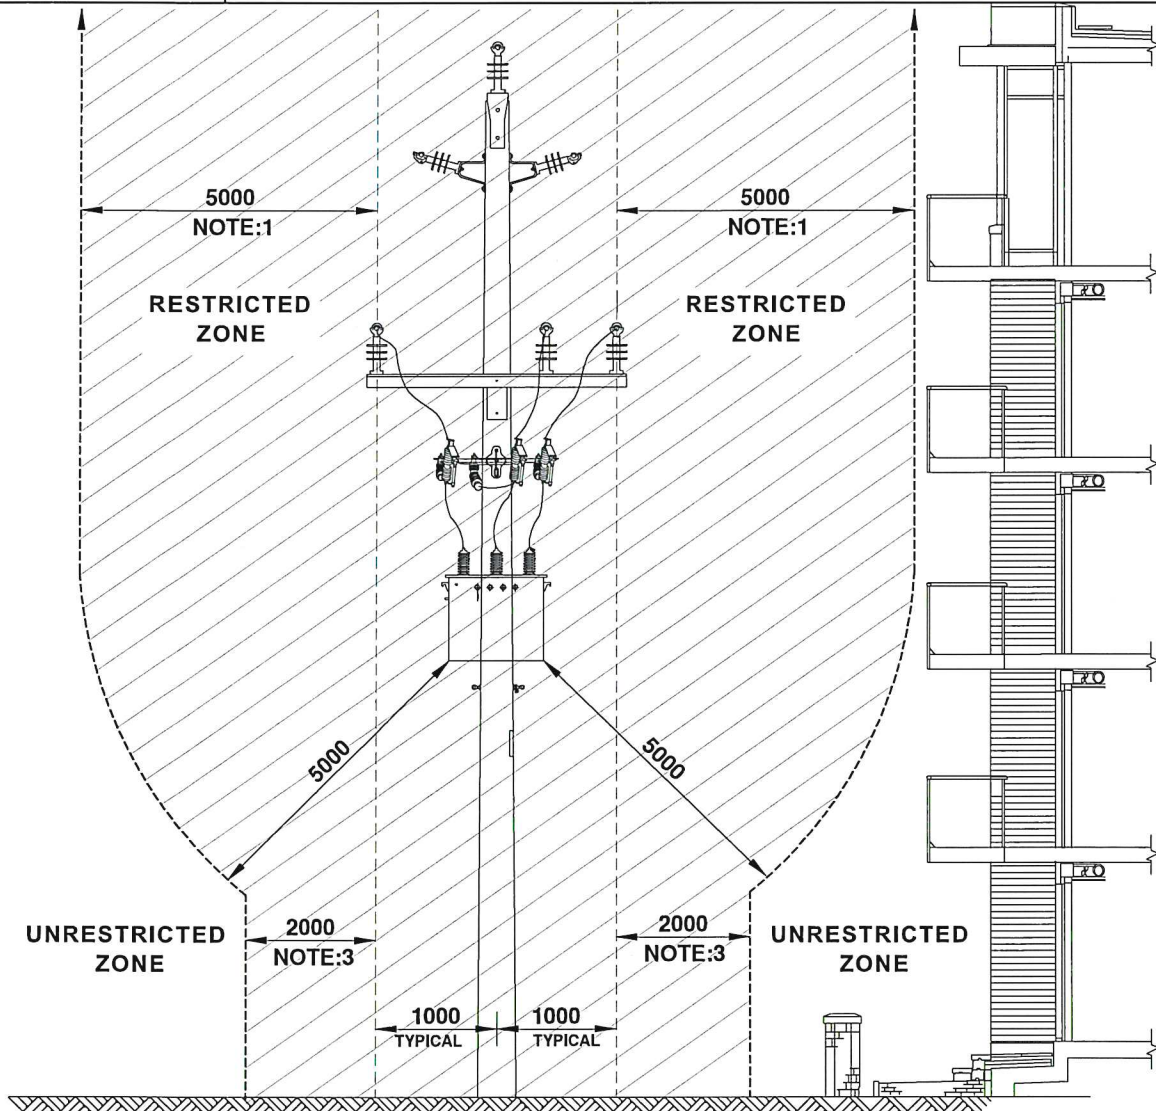 5000
NOTE:1
5000
NOTE:1
RESTRICTED
ZONE
RESTRICTED
ZONE
5000
5000
UNRESTRICTED
ZONE
2000
NOTE:3
2000
NOTE:3
UNRESTRICTED
ZONE
1000
TYPICAL
1000
TYPICAL